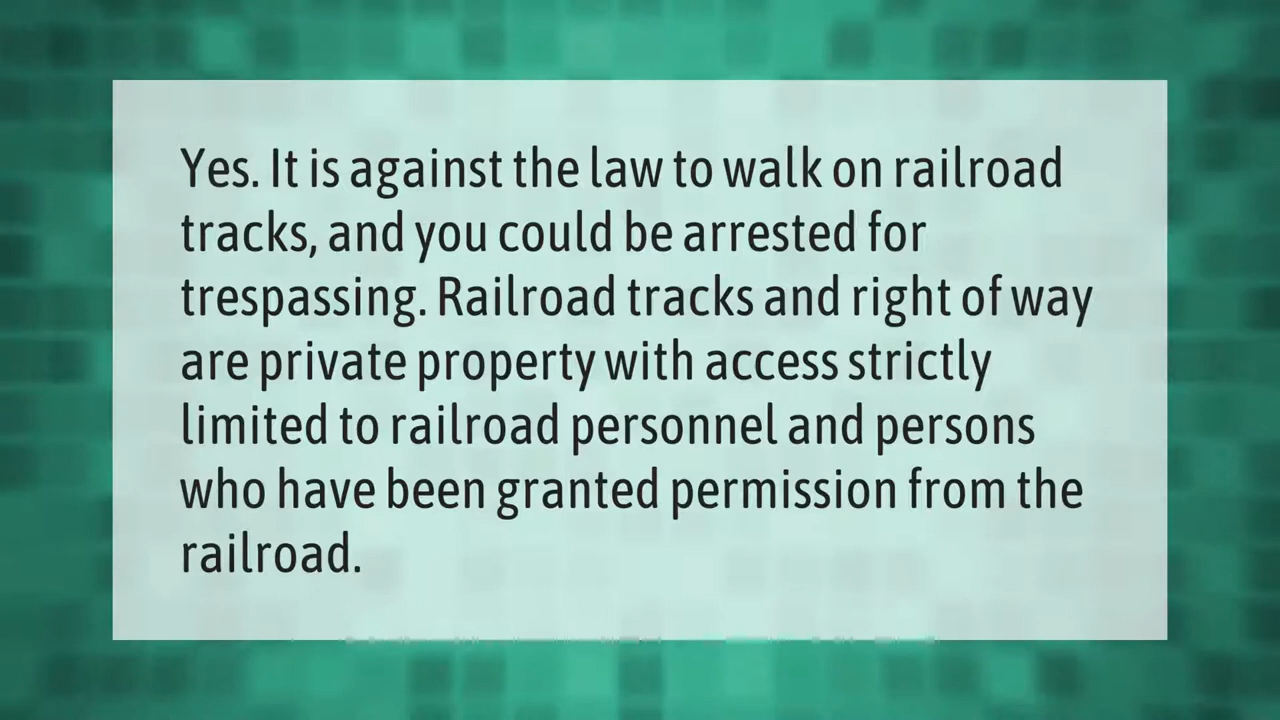 Yes. It is against the law to walk on railroad
tracks, and you could be arrested for
trespassing. Railroad tracks and right of way
are private property with access strictly
limited to railroad personnel and persons
who have been granted permission from the
railroad.